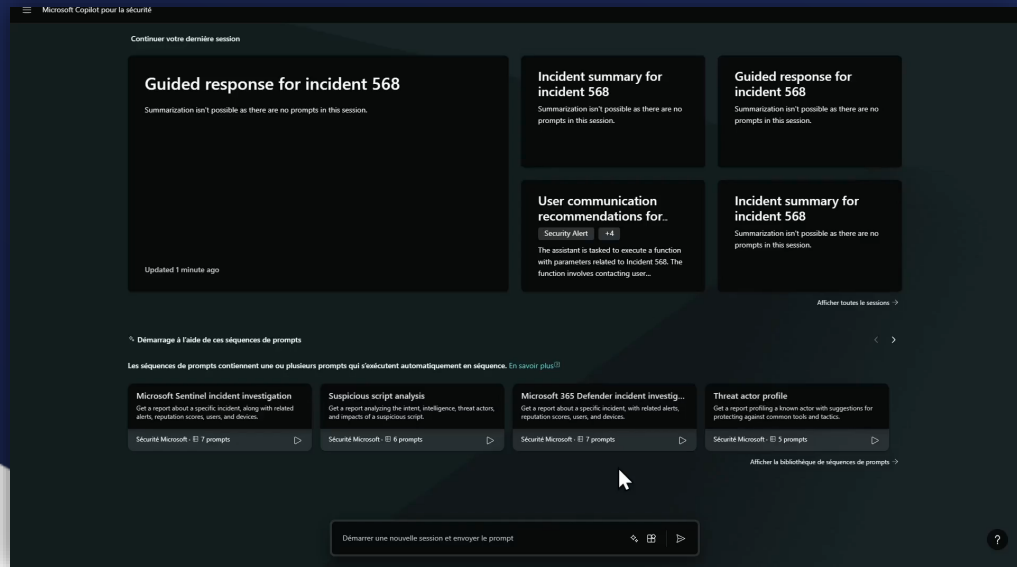 Microsoft Copilot pour la sécurité
Continuer votre dernière session
Guided response for incident 568
Summarization isn't possible as there are no prompts in this session.
Updated 1 minute ago
Incident summary for
incident 568
Summarization isn't possible as there are no
prompts in this session.
Guided response for
incident 568
Summarization isn't possible as there are no
prompts in this session.
User communication
recommendations for..
Security Alert +4
The assistant is tasked to execute a function
with parameters related to Incident 568. The
function involves contacting user...
Incident summary for
incident 568
Summarization isn't possible as there are no
prompts in this session.
Afficher toutes le sessions →
Démarrage à l'aide de ces séquences de prompts
Les séquences de prompts contiennent une ou plusieurs prompts qui s'exécutent automatiquement en séquence. En savoir plus
Microsoft Sentinel incident investigation
Get a report about a specific incident, along with related
alerts, reputation scores, users, and devices.
Sécurité Microsoft · 7 prompts
Suspicious script analysis
Get a report analyzing the intent, intelligence, threat actors,
and impacts of a suspicious script.
Sécurité Microsoft · 6 prompts
Microsoft 365 Defender incident investig...
Get a report about a specific incident, with related alerts,
reputation scores, users, and devices.
Sécurité Microsoft · 7 prompts
Threat actor profile
Get a report profiling a known actor with suggestions for
protecting against common tools and tactics.
Sécurité Microsoft · 5 prompts
Afficher la bibliothèque de séquences de prompts →
Démarrer une nouvelle session et envoyer le prompt
?